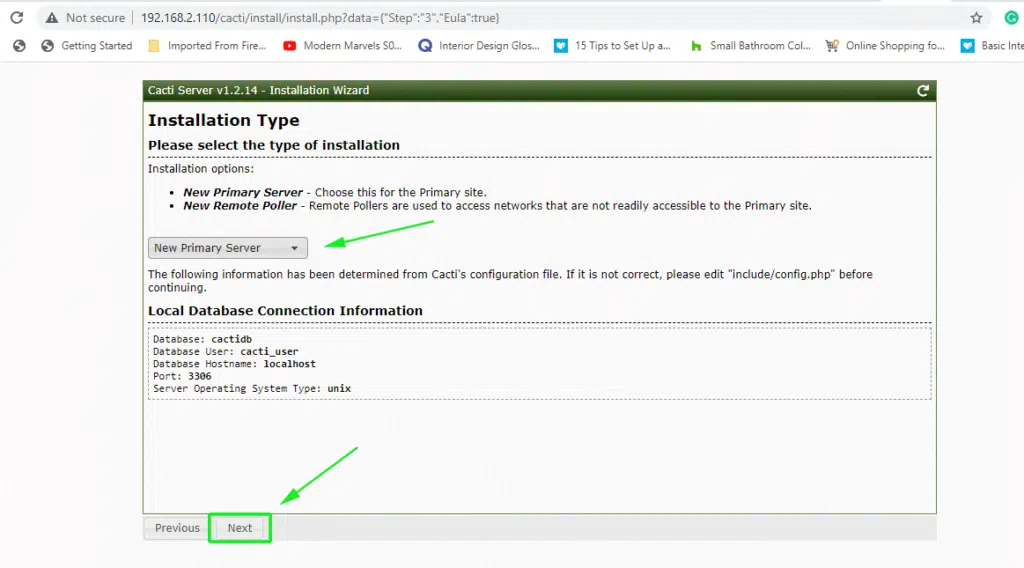 Not secure | 192.168.2.110/cacti/install/install.php?data={"Step":"3","Eula":true}
Getting Started Imported From Fire... Modern Marvels S0... Interior Design Glos... 15 Tips to Set Up a... Small Bathroom Col... Online Shopping fo... Basic Inte
Cacti Server v1.2.14 - Installation Wizard
Installation Type
Please select the type of installation
Installation options:
• New Primary Server - Choose this for the Primary site.
• New Remote Poller - Remote Pollers are used to access networks that are not readily accessible to the Primary site.
New Primary Server
The following information has been determined from Cacti's configuration file. If it is not correct, please edit "include/config.php" before
continuing.
Local Database Connection Information
Database: cactidb
Database User: cacti_user
Database Hostname: localhost
Port: 3306
Server Operating System Type: unix
Previous Next